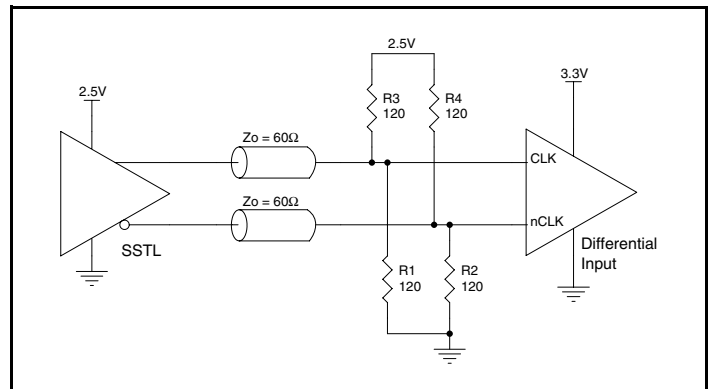 2.5V
3.3V
2.5V
R3
120
R4
120
Zo = 60Ω
CLK
Zo = 60Ω
nCLK
SSTL
Differential
Input
R1
120
R2
120